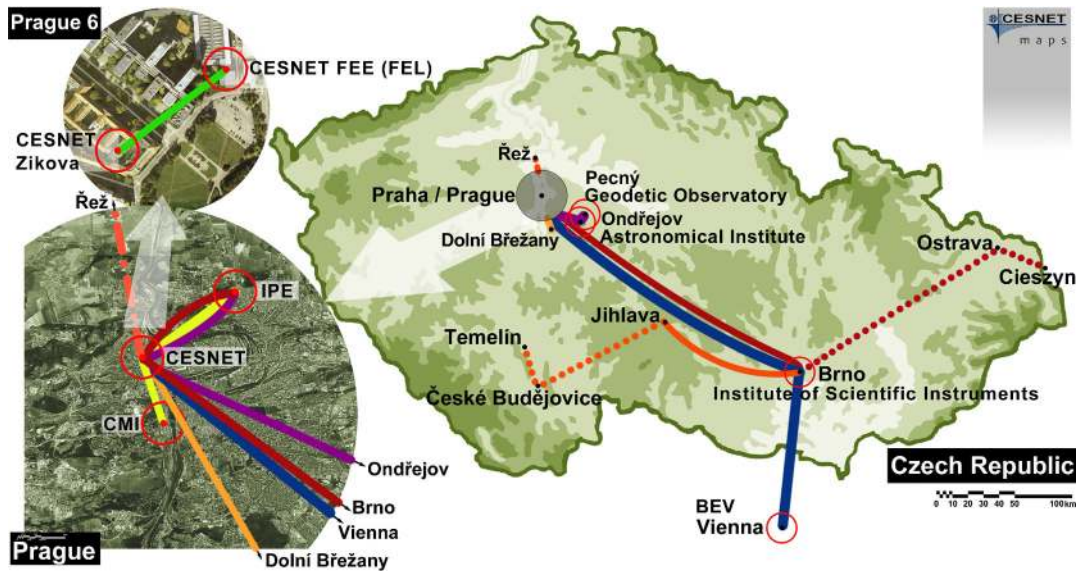 Prague 6
CESNET FEE (FEL)
CESNET
Zikova
CESNET
maps
Řež
Praha / Prague
Pecný
Geodetic Observatory
Ondřejov
Astronomical Institute
Dolní Břežany
Ostrava
Cieszyn
Jihlava
Temelín
České Budějovice
Brno
Institute of Scientific Instruments
BEV
Vienna
Czech Republic
0 10 20 30 40 50 100km
Řež
IPE
CESNET
CMI
Ondřejov
Brno
Vienna
Dolní Břežany
Prague